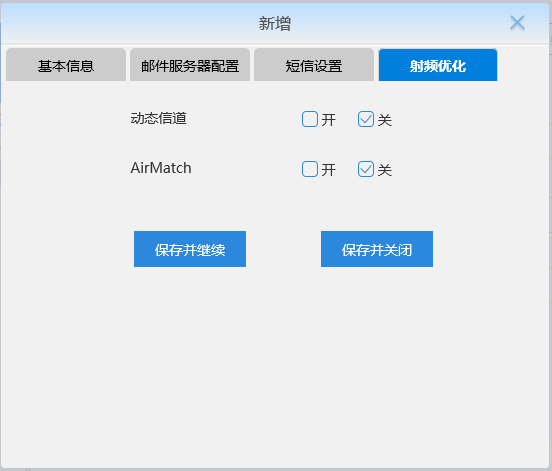 新增
基本信息 邮件服务器配置 短信设置 射频优化
动态信道 开 关
AirMatch 开 关
保存并继续 保存并关闭